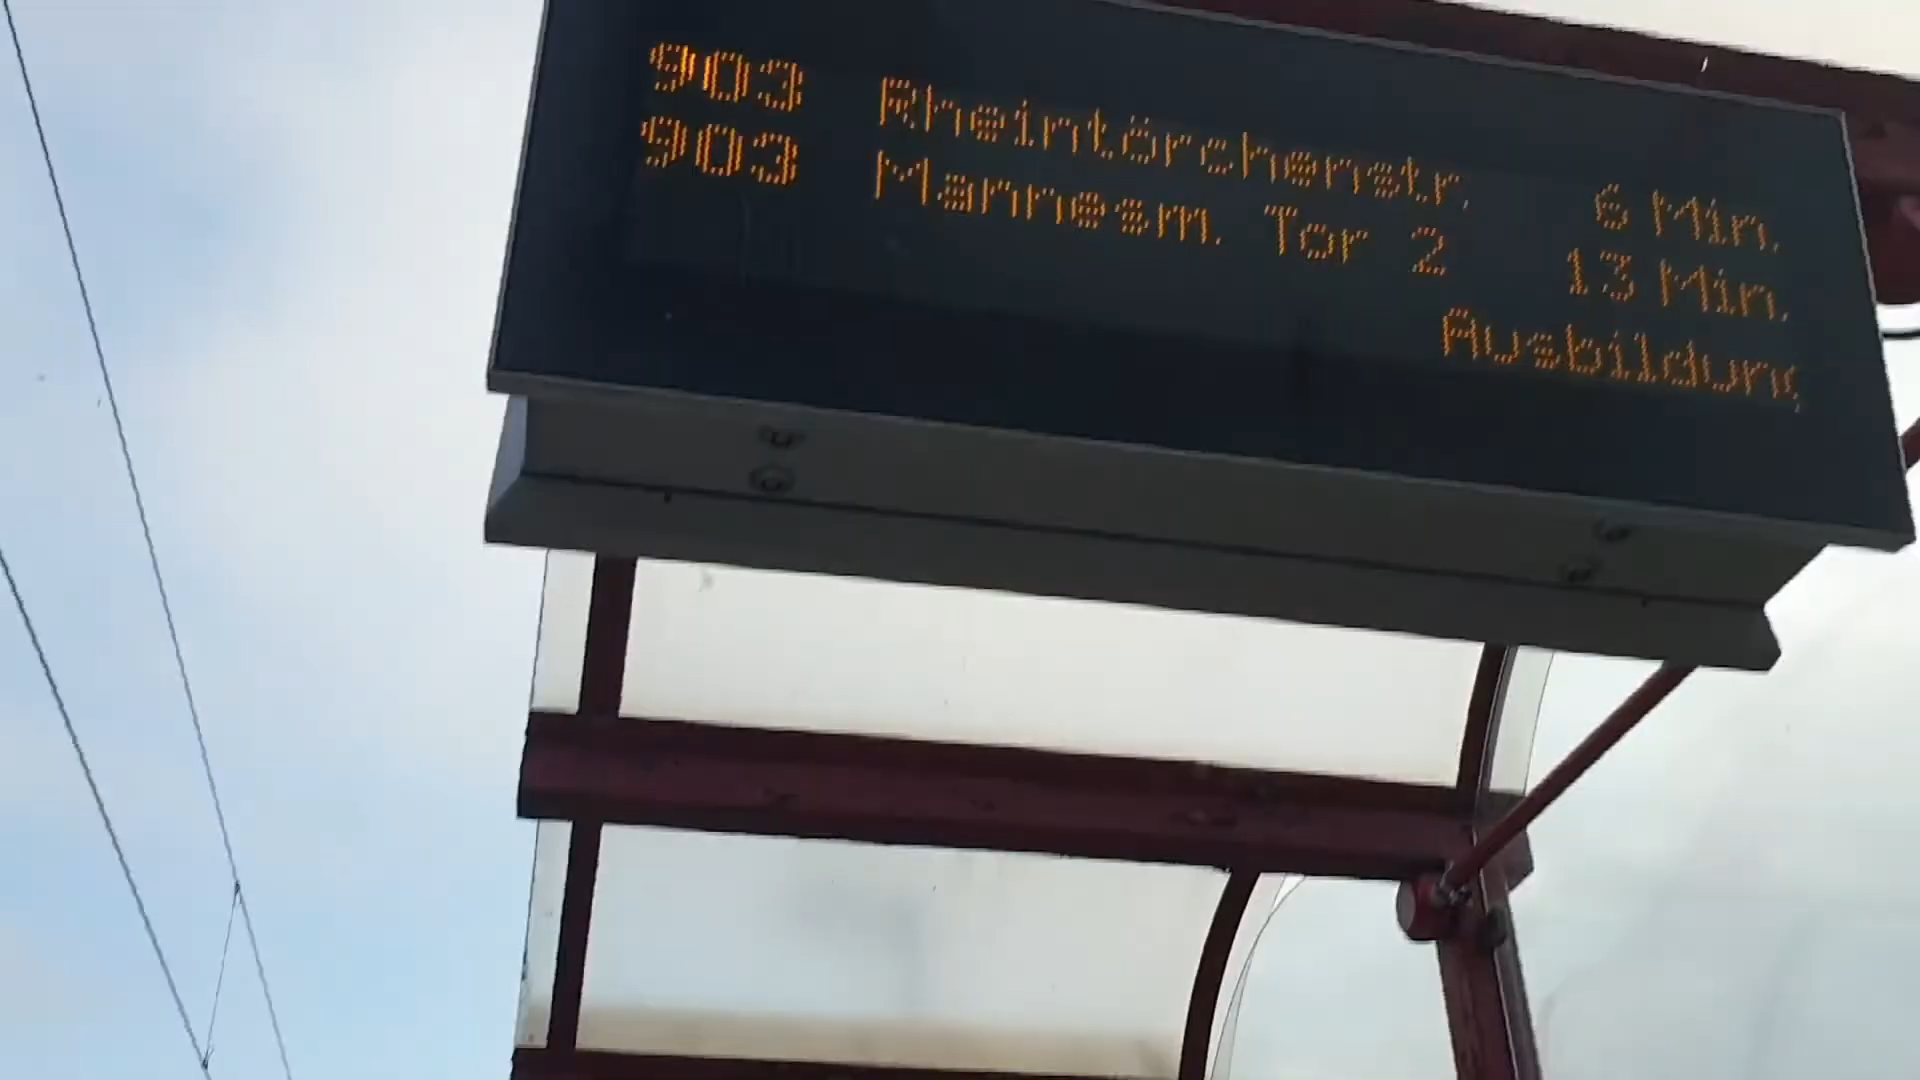 903 Rheintörchenstr. 6 Min.
903 Mannesm. Tor 2 13 Min.
Ausbildung